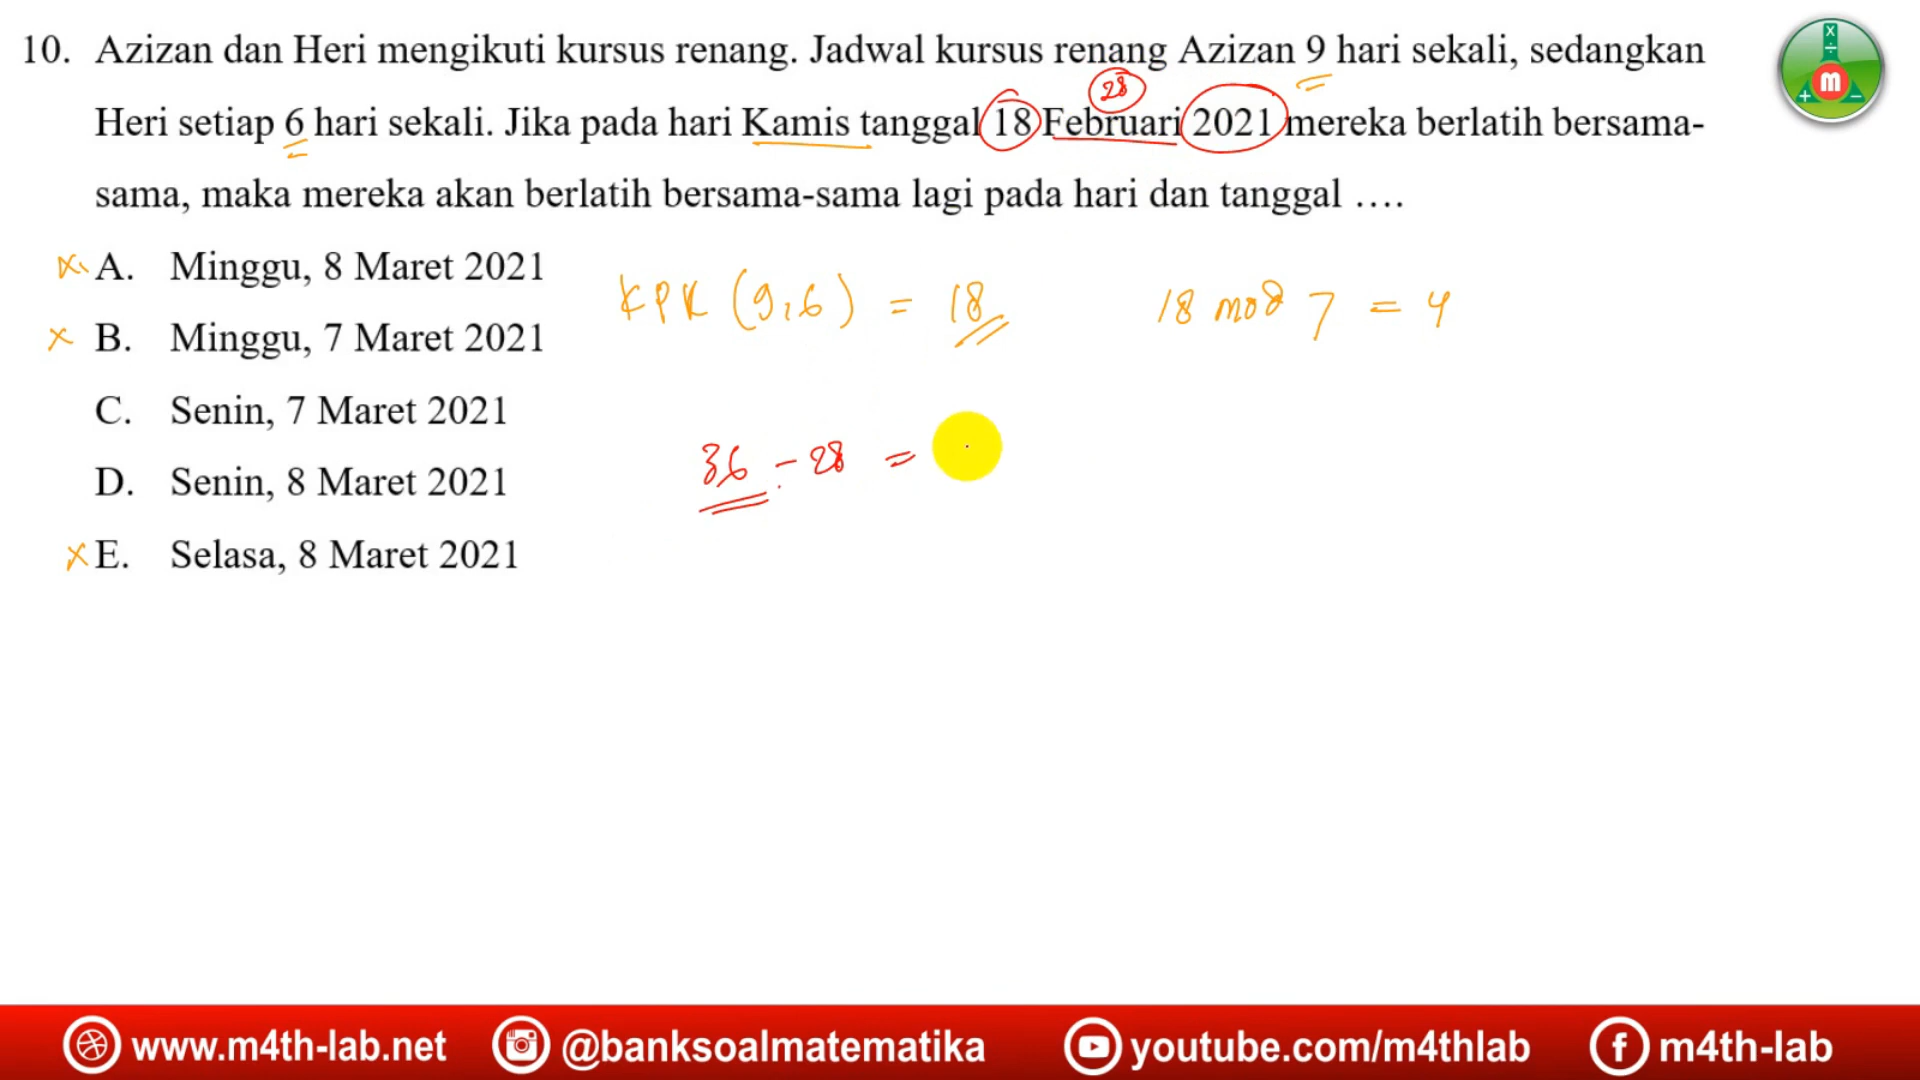 10. Azizan dan Heri mengikuti kursus renang. Jadwal kursus renang Azizan 9 hari sekali, sedangkan
28
Heri setiap 6 hari sekali. Jika pada hari Kamis tanggal 18 Februari 2021 mereka berlatih bersama-
sama, maka mereka akan berlatih bersama-sama lagi pada hari dan tanggal ….
x A. Minggu, 8 Maret 2021
KPK (9,6) = 18
18 mod 7 = 4
x B. Minggu, 7 Maret 2021
C. Senin, 7 Maret 2021
36 - 28 =
D. Senin, 8 Maret 2021
x E. Selasa, 8 Maret 2021
x ÷ m + −
www.m4th-lab.net @banksoalmatematika youtube.com/m4thlab f m4th-lab